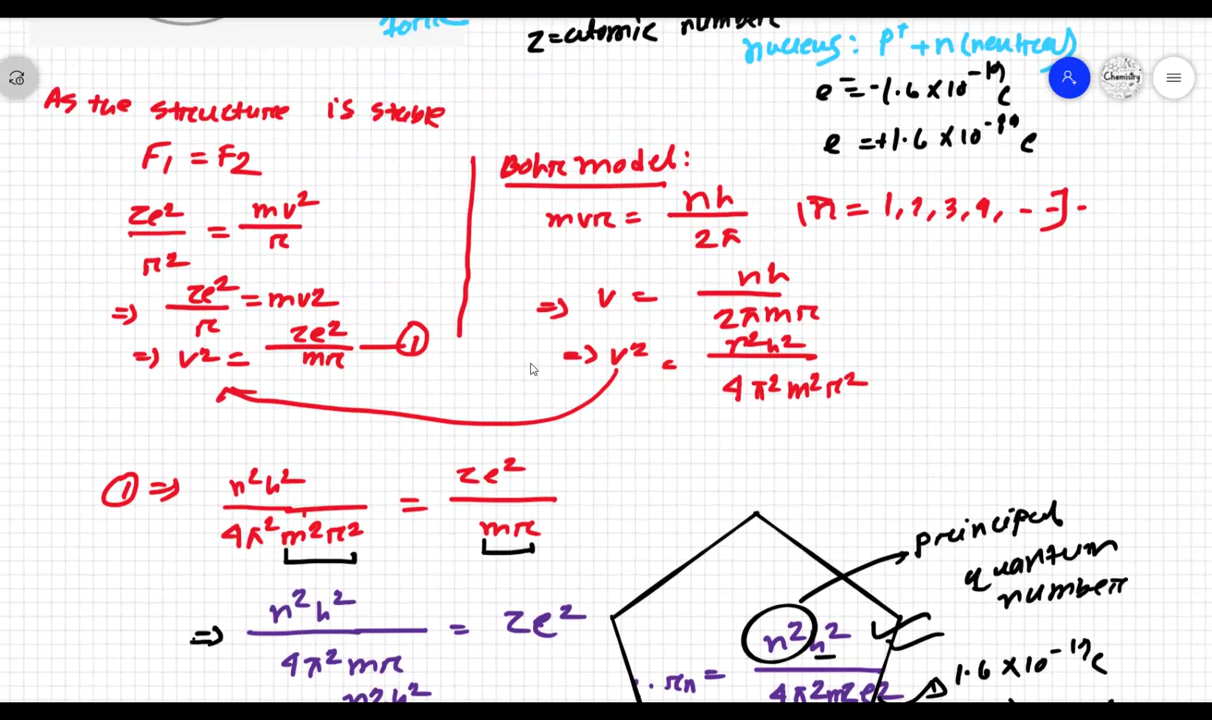 z=atomic number
nucleus: p⁺ + n (neutral)
e = -1.6 × 10⁻¹⁹ c
e = +1.6 × 10⁻¹⁹ c
Chemistry
As the structure is stable
F₁ = F₂
ze²/r² = mv²/r
⇒ ze²/r = mv2
⇒ v² = ze²/mr — ①
Bohr model:
mvr = nh/2π [n = 1, 2, 3, 4, - - ] -
⇒ v = nh/2πmr
⇒ v² = n²h²/4π²m²r²
① ⇒ n²h²/4π²m²r² = ze²/mr
⇒ n²h²/4π²mr = ze²
n²h²
principal
quantum
number
∴ rn = n²h²/4π²mze²
1.6 × 10⁻¹⁹ c